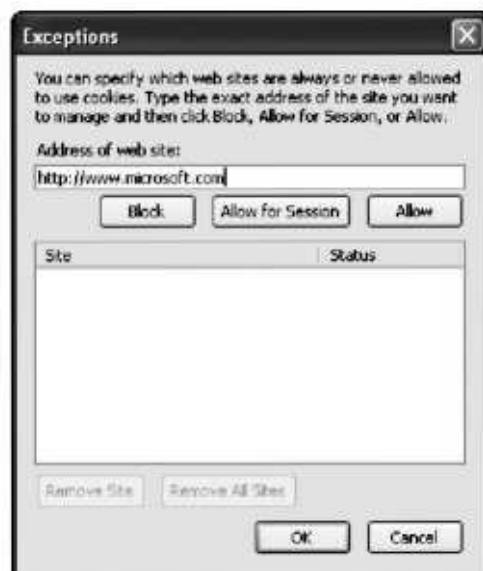 Exceptions
You can specify which web sites are always or never allowed
to use cookies. Type the exact address of the site you want
to manage and then click Block, Allow for Session, or Allow.
Address of web site:
http://www.microsoft.com
Block Allow for Session Allow
Site Status
Remove Site Remove All Sites
OK Cancel